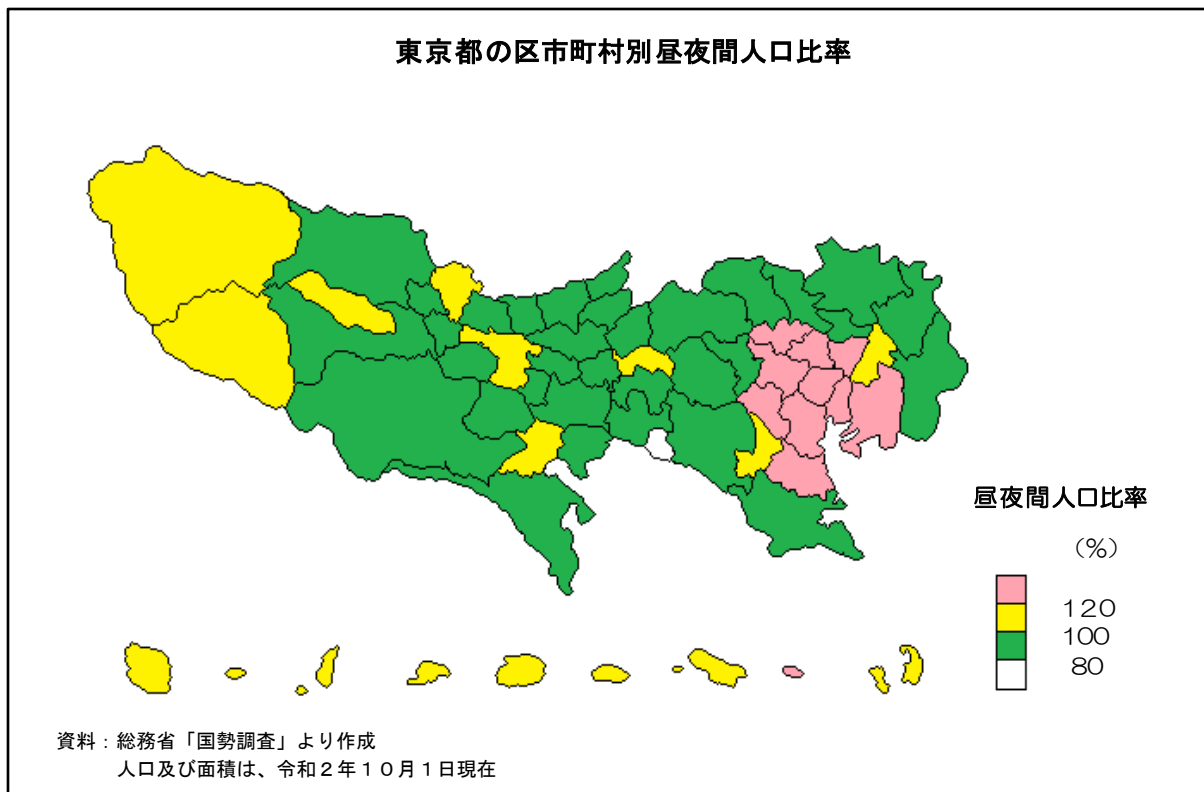 東京都の区市町村別昼夜間人口比率
昼夜間人口比率
（％）
１２０
１００
８０
資料：総務省「国勢調査」より作成
人口及び面積は、令和２年１０月１日現在